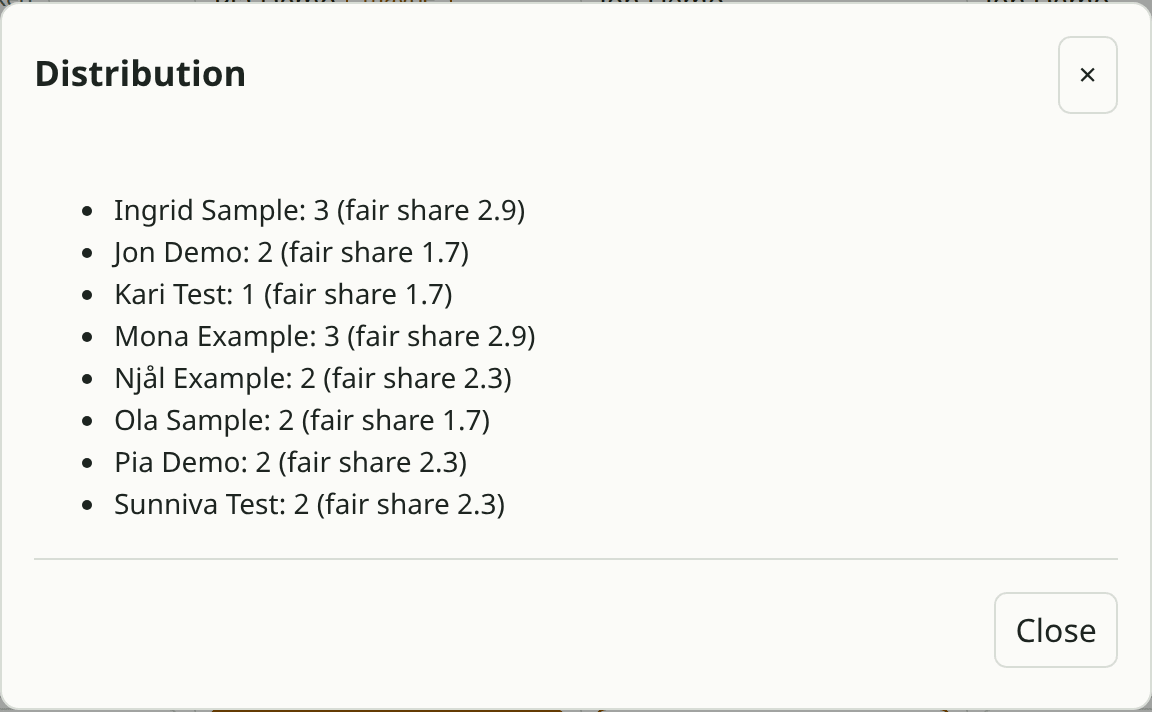 Distribution
×
• Ingrid Sample: 3 (fair share 2.9)
• Jon Demo: 2 (fair share 1.7)
• Kari Test: 1 (fair share 1.7)
• Mona Example: 3 (fair share 2.9)
• Njål Example: 2 (fair share 2.3)
• Ola Sample: 2 (fair share 1.7)
• Pia Demo: 2 (fair share 2.3)
• Sunniva Test: 2 (fair share 2.3)
Close